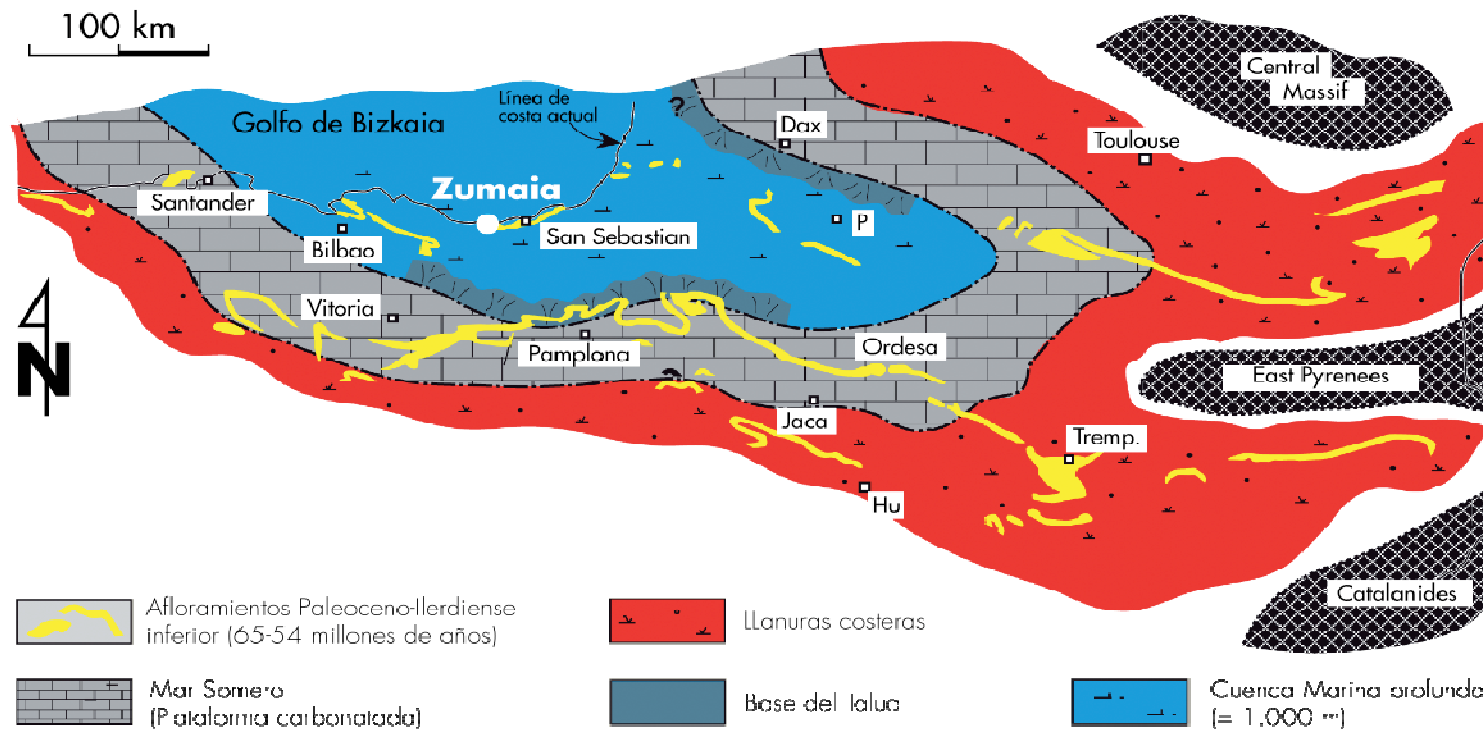 100 km
Central
Massif
Línea de
costa actual
Golfo de Bizkaia
?
Dax
Toulouse
Zumaia
Santander
P
San Sebastian
Bilbao
Vitoria
Pamplona
Ordesa
East Pyrenees
N
Jaca
Tremp.
Hu
Catalanides
Afloramientos Paleoceno-Ilerdiense
inferior (65-54 millones de años)
LLanuras costeras
Mar Somero
(Plataforma carbonatada)
Base del Talud
Cuenca Marina profunda
(= 1.000 m)